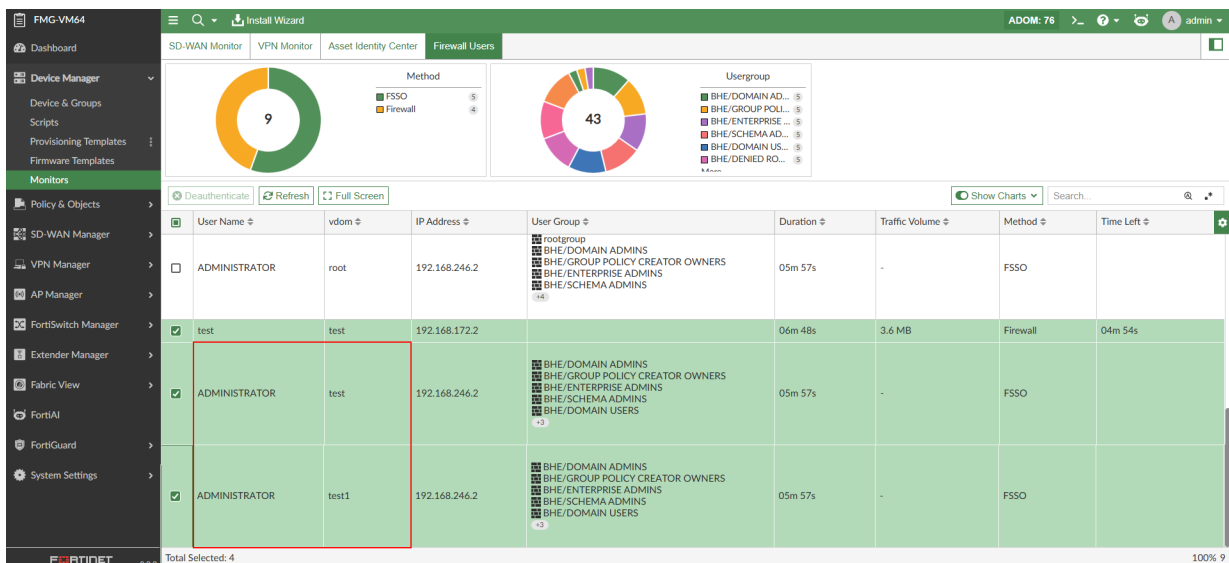 FMG-VM64
Install Wizard
ADOM: 76
A admin
Dashboard
SD-WAN Monitor
VPN Monitor
Asset Identity Center
Firewall Users
Device Manager
Device & Groups
Scripts
Provisioning Templates
Firmware Templates
Monitors
Policy & Objects
SD-WAN Manager
VPN Manager
AP Manager
FortiSwitch Manager
Extender Manager
Fabric View
FortiAI
FortiGuard
System Settings
FORTINET
9
Method
FSSO 5
Firewall 4
43
Usergroup
BHE/DOMAIN AD... 5
BHE/GROUP POLI... 5
BHE/ENTERPRISE ... 5
BHE/SCHEMA AD... 5
BHE/DOMAIN US... 5
BHE/DENIED RO... 5
More
Deauthenticate
Refresh
Full Screen
Show Charts
Search...
User Name vdom IP Address User Group Duration Traffic Volume Method Time Left
rootgroup
BHE/DOMAIN ADMINS
BHE/GROUP POLICY CREATOR OWNERS
ADMINISTRATOR root 192.168.246.2 05m 57s - FSSO
BHE/ENTERPRISE ADMINS
BHE/SCHEMA ADMINS
+4
test test 192.168.172.2 06m 48s 3.6 MB Firewall 04m 54s
BHE/DOMAIN ADMINS
BHE/GROUP POLICY CREATOR OWNERS
BHE/ENTERPRISE ADMINS
ADMINISTRATOR test 192.168.246.2 05m 57s - FSSO
BHE/SCHEMA ADMINS
BHE/DOMAIN USERS
+3
BHE/DOMAIN ADMINS
BHE/GROUP POLICY CREATOR OWNERS
BHE/ENTERPRISE ADMINS
ADMINISTRATOR test1 192.168.246.2 05m 57s - FSSO
BHE/SCHEMA ADMINS
BHE/DOMAIN USERS
+3
Total Selected: 4
100% 9